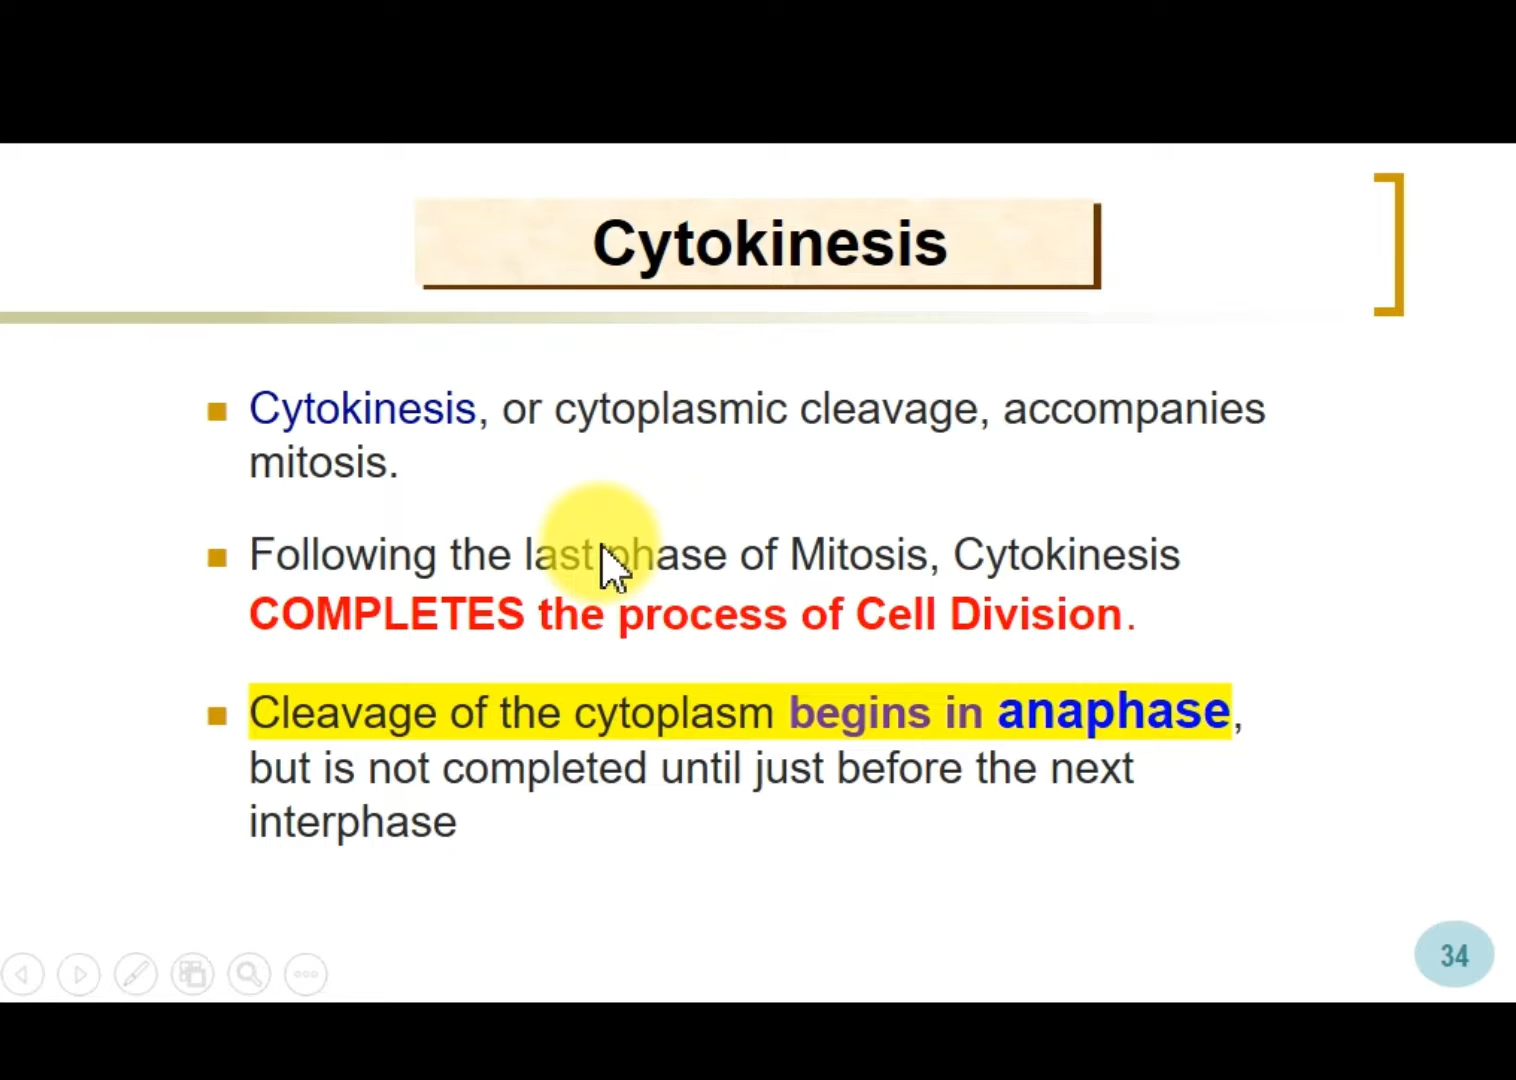 Cytokinesis
Cytokinesis, or cytoplasmic cleavage, accompanies
mitosis.
Following the last phase of Mitosis, Cytokinesis
COMPLETES the process of Cell Division.
Cleavage of the cytoplasm begins in anaphase,
but is not completed until just before the next
interphase
34